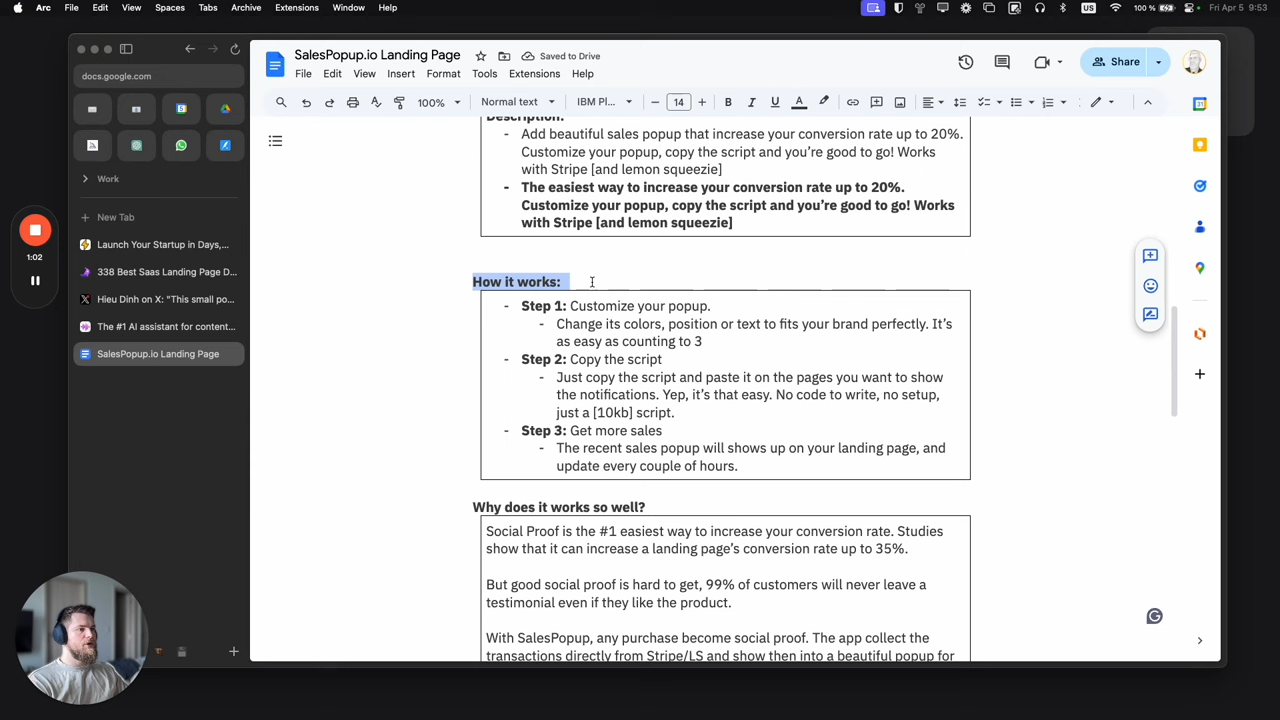 Arc File Edit View Spaces Tabs Archive Extensions Window Help
US 100 % Fri Apr 5 9:53
docs.google.com
Work
New Tab
Launch Your Startup in Days,...
338 Best Saas Landing Page D...
Hieu Dinh on X: "This small po...
The #1 AI assistant for content...
SalesPopup.io Landing Page
1:02
SalesPopup.io Landing Page
Saved to Drive
File Edit View Insert Format Tools Extensions Help
Share
100% Normal text IBM Pl... 14 B I U A
Description:
- Add beautiful sales popup that increase your conversion rate up to 20%.
Customize your popup, copy the script and you're good to go! Works
with Stripe [and lemon squeezie]
- The easiest way to increase your conversion rate up to 20%.
Customize your popup, copy the script and you're good to go! Works
with Stripe [and lemon squeezie]
How it works:
- Step 1: Customize your popup.
- Change its colors, position or text to fits your brand perfectly. It's
as easy as counting to 3
- Step 2: Copy the script
- Just copy the script and paste it on the pages you want to show
the notifications. Yep, it's that easy. No code to write, no setup,
just a [10kb] script.
- Step 3: Get more sales
- The recent sales popup will shows up on your landing page, and
update every couple of hours.
Why does it works so well?
Social Proof is the #1 easiest way to increase your conversion rate. Studies
show that it can increase a landing page's conversion rate up to 35%.
But good social proof is hard to get, 99% of customers will never leave a
testimonial even if they like the product.
With SalesPopup, any purchase become social proof. The app collect the
transactions directly from Stripe/LS and show then into a beautiful popup for